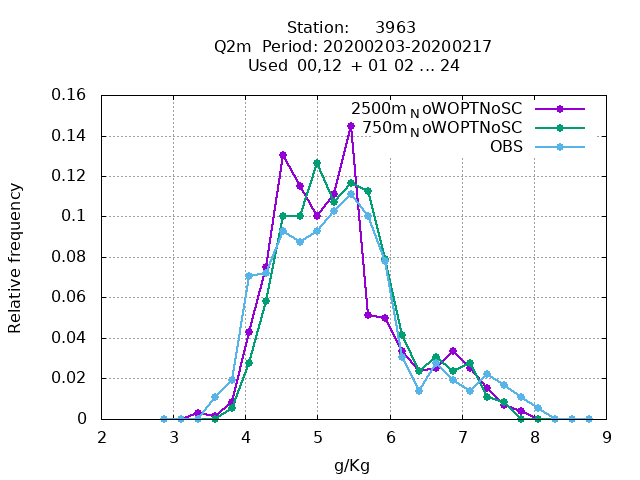 Station: 3963
Q2m Period: 20200203-20200217
Used 00,12 + 01 02 ... 24
2500m_NoWOPTNoSC
750m_NoWOPTNoSC
OBS
Relative frequency
0.16
0.14
0.12
0.1
0.08
0.06
0.04
0.02
0
2 3 4 5 6 7 8 9
g/Kg